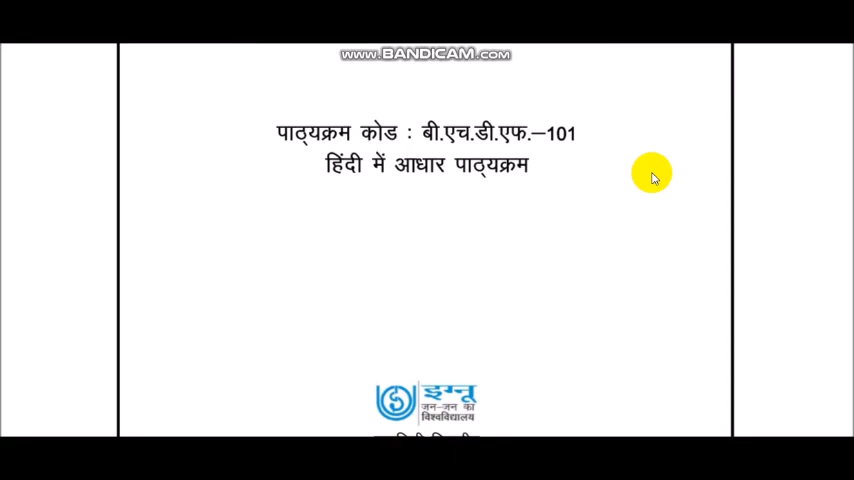 www.BANDICAM.com
पाठ्यक्रम कोड : बी.एच.डी.एफ.–101
हिंदी में आधार पाठ्यक्रम
इग्नू
जन-जन का
विश्वविद्यालय